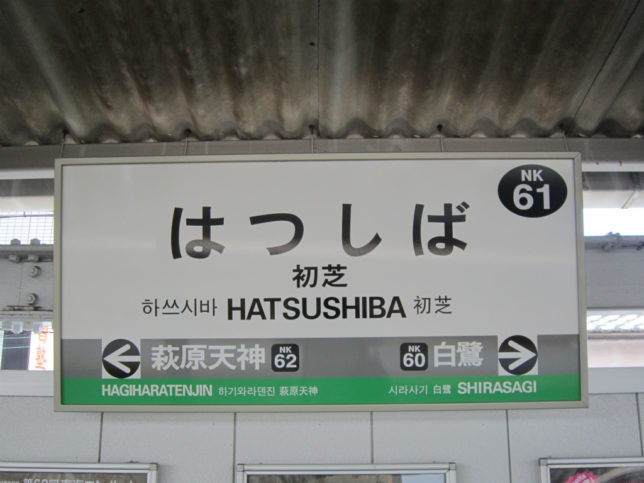 NK
61
はつしば
初芝
하쓰시바 HATSUSHIBA 初芝
萩原天神 NK 62 NK 60 白鷺
HAGIHARATENJIN 하기와라덴진 萩原天神 시라사기 白鷺 SHIRASAGI